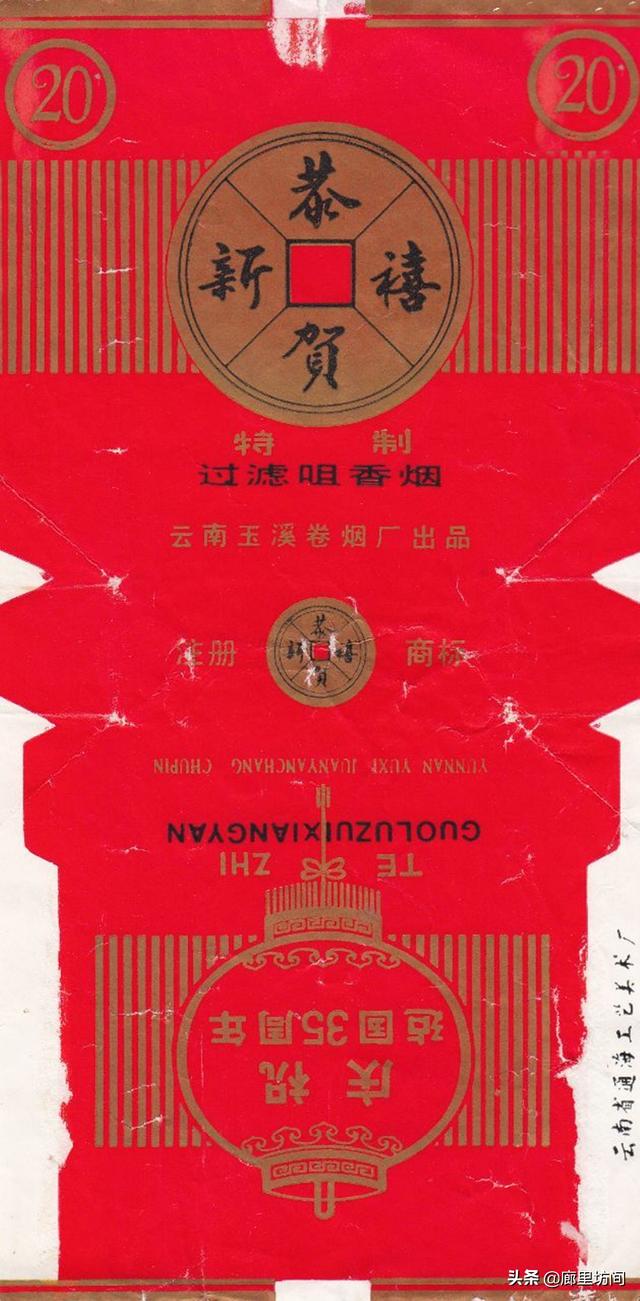 20
20
恭賀新禧
特制
过滤咀香烟
云南玉溪卷烟厂出品
注册
恭賀新禧
商标
庆祝
建国35周年
TE ZHI
GUOLUZUIXIANGYAN
YUNNAN YUXI JUANYANCHANG CHUPIN
云南省通海工艺美术厂
头条 @廊里坊间